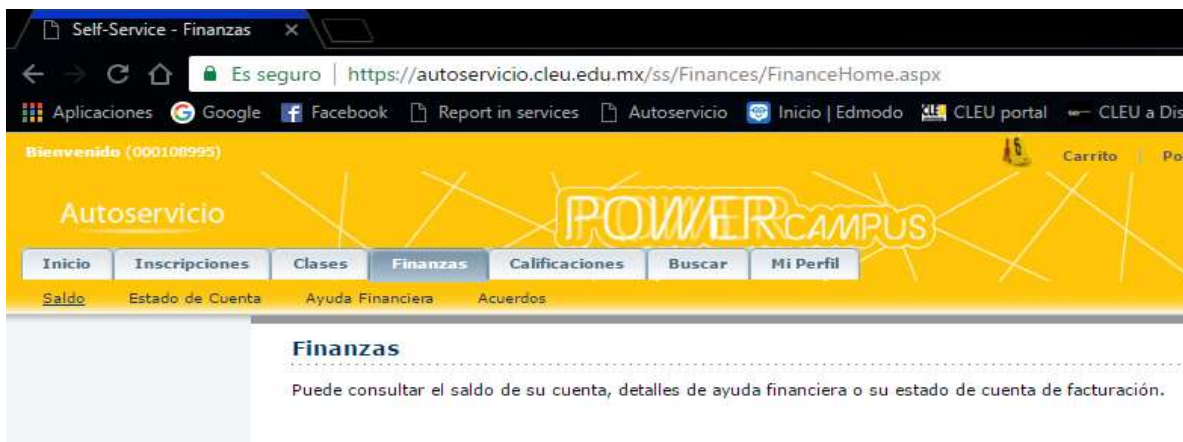 Self-Service - Finanzas
Es seguro | https://autoservicio.cleu.edu.mx/ss/Finances/FinanceHome.aspx
Aplicaciones Google Facebook Report in services Autoservicio Inicio | Edmodo CLEU portal CLEU a Dis
Bienvenido (000108995) Carrito | Po
Autoservicio POWERCAMPUS
Inicio Inscripciones Clases Finanzas Calificaciones Buscar Mi Perfil
Saldo Estado de Cuenta Ayuda Financiera Acuerdos
Finanzas
Puede consultar el saldo de su cuenta, detalles de ayuda financiera o su estado de cuenta de facturación.